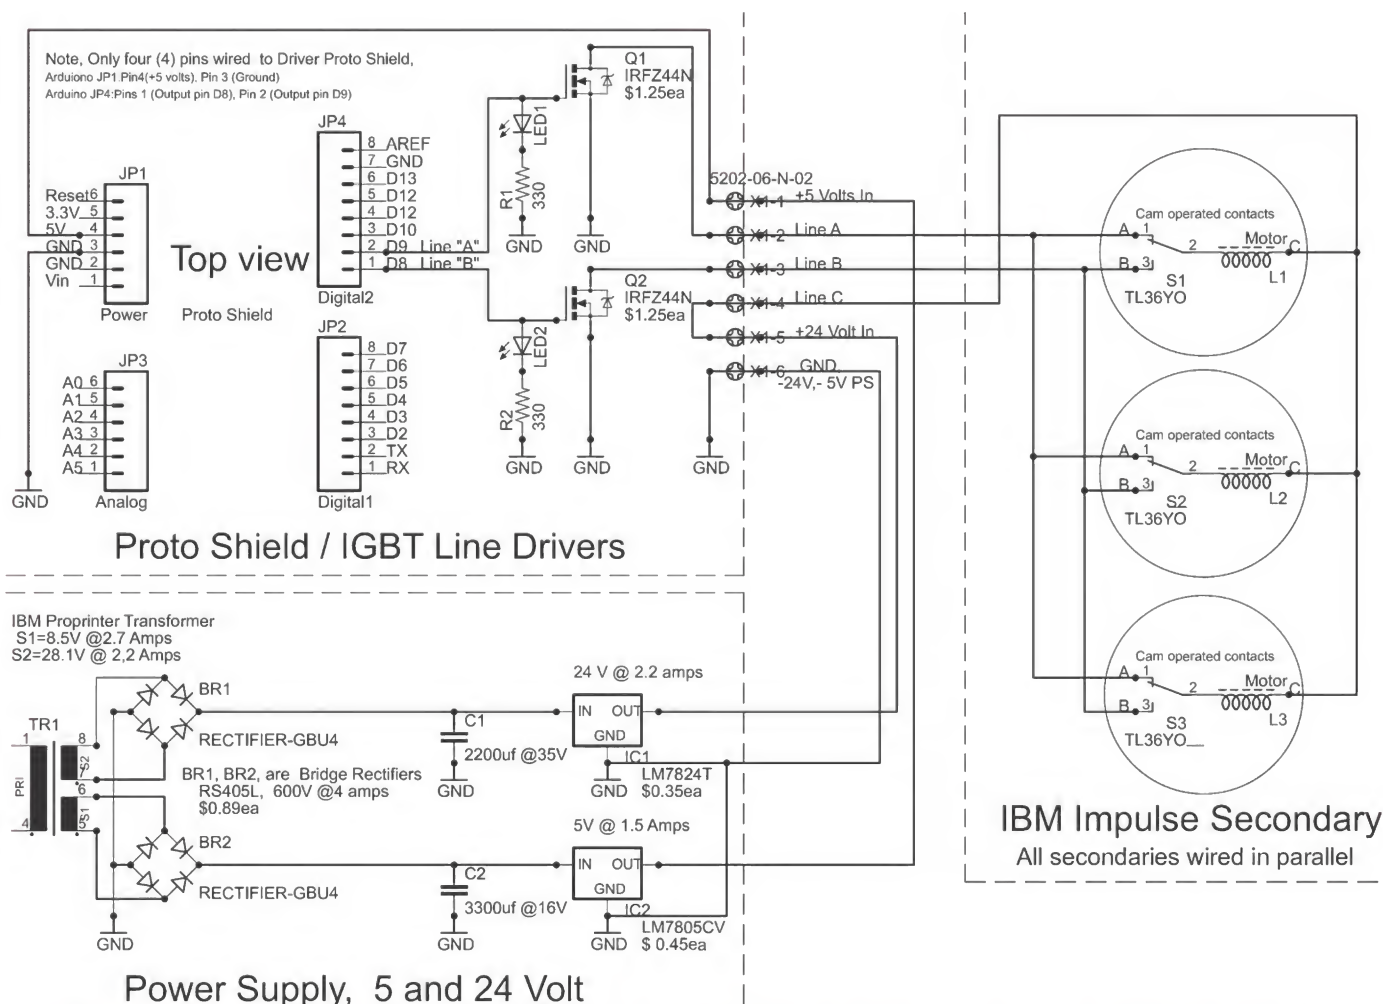 Note, Only four (4) pins wired to Driver Proto Shield,
Arduiono JP1.Pin4(+5 volts), Pin 3 (Ground)
Arduino JP4:Pins 1 (Output pin D8), Pin 2 (Output pin D9)
JP1
Reset 6
3.3V 5
5V 4
GND 3
GND 2
Vin 1
Power
Top view
Proto Shield
JP4
8 AREF
7 GND
6 D13
5 D12
4 D12
3 D10
2 D9 Line "A"
1 D8 Line "B"
Digital2
JP3
A0 6
A1 5
A2 4
A3 3
A4 2
A5 1
Analog
GND
JP2
8 D7
7 D6
6 D5
5 D4
4 D3
3 D2
2 TX
1 RX
Digital1
Q1
IRFZ44N
$1.25ea
LED1
R1
330
GND
GND
Q2
IRFZ44N
$1.25ea
LED2
R2
330
GND
GND
GND
5202-06-N-02
X1-1 +5 Volts In
X1-2 Line A
X1-3 Line B
X1-4 Line C
X1-5 +24 Volt In
X1-6 GND.
-24V,- 5V PS
Proto Shield / IGBT Line Drivers
Cam operated contacts
A 1
2
Motor C
B 3
S1
L1
TL36YO
Cam operated contacts
A 1
2
Motor C
B 3
S2
L2
TL36YO
Cam operated contacts
A 1
2
Motor C
B 3
S3
L3
TL36YO
IBM Impulse Secondary
All secondaries wired in parallel
IBM Proprinter Transformer
S1=8.5V @2.7 Amps
S2=28.1V @ 2,2 Amps
TR1
1
8
PRI
S2
7
6
S1
4
5
BR1
RECTIFIER-GBU4
BR1, BR2, are Bridge Rectifiers
RS405L, 600V @4 amps
$0.89ea
BR2
RECTIFIER-GBU4
GND
C1
2200uf @35V
GND
24 V @ 2.2 amps
IN OUT
GND
IC1
LM7824T
$0.35ea
GND
C2
3300uf @16V
GND
5V @ 1.5 Amps
IN OUT
GND
IC2
LM7805CV
$ 0.45ea
GND
Power Supply, 5 and 24 Volt